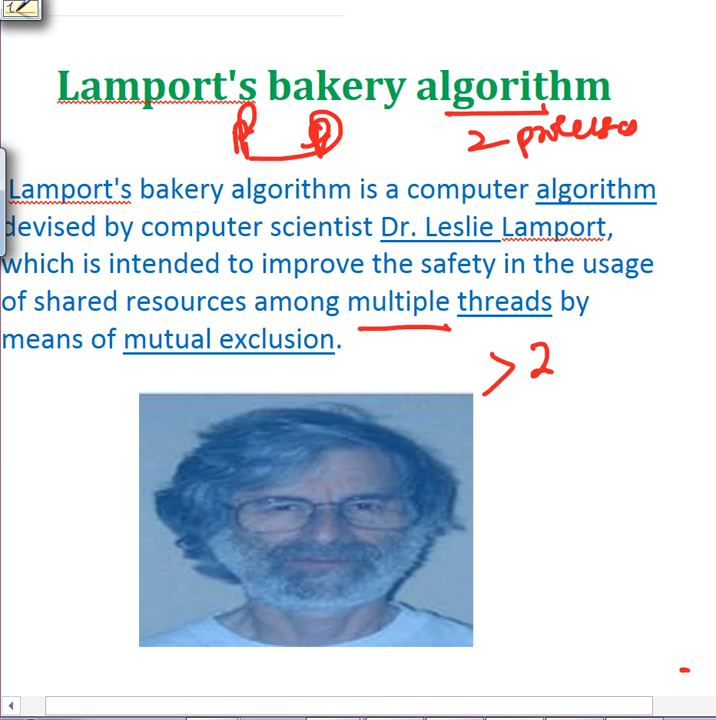 Lamport's bakery algorithm
2 processes
Lamport's bakery algorithm is a computer algorithm
devised by computer scientist Dr. Leslie Lamport,
which is intended to improve the safety in the usage
of shared resources among multiple threads by
means of mutual exclusion.
> 2